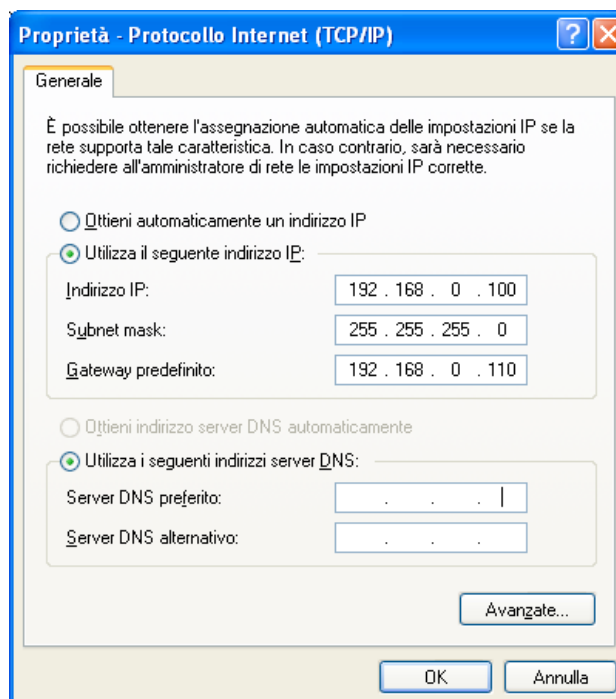 Proprietà - Protocollo Internet (TCP/IP)
Generale
È possibile ottenere l'assegnazione automatica delle impostazioni IP se la
rete supporta tale caratteristica. In caso contrario, sarà necessario
richiedere all'amministratore di rete le impostazioni IP corrette.
Ottieni automaticamente un indirizzo IP
Utilizza il seguente indirizzo IP:
Indirizzo IP: 192 . 168 . 0 . 100
Subnet mask: 255 . 255 . 255 . 0
Gateway predefinito: 192 . 168 . 0 . 110
Ottieni indirizzo server DNS automaticamente
Utilizza i seguenti indirizzi server DNS:
Server DNS preferito: . . .
Server DNS alternativo: . . .
Avanzate...
OK Annulla